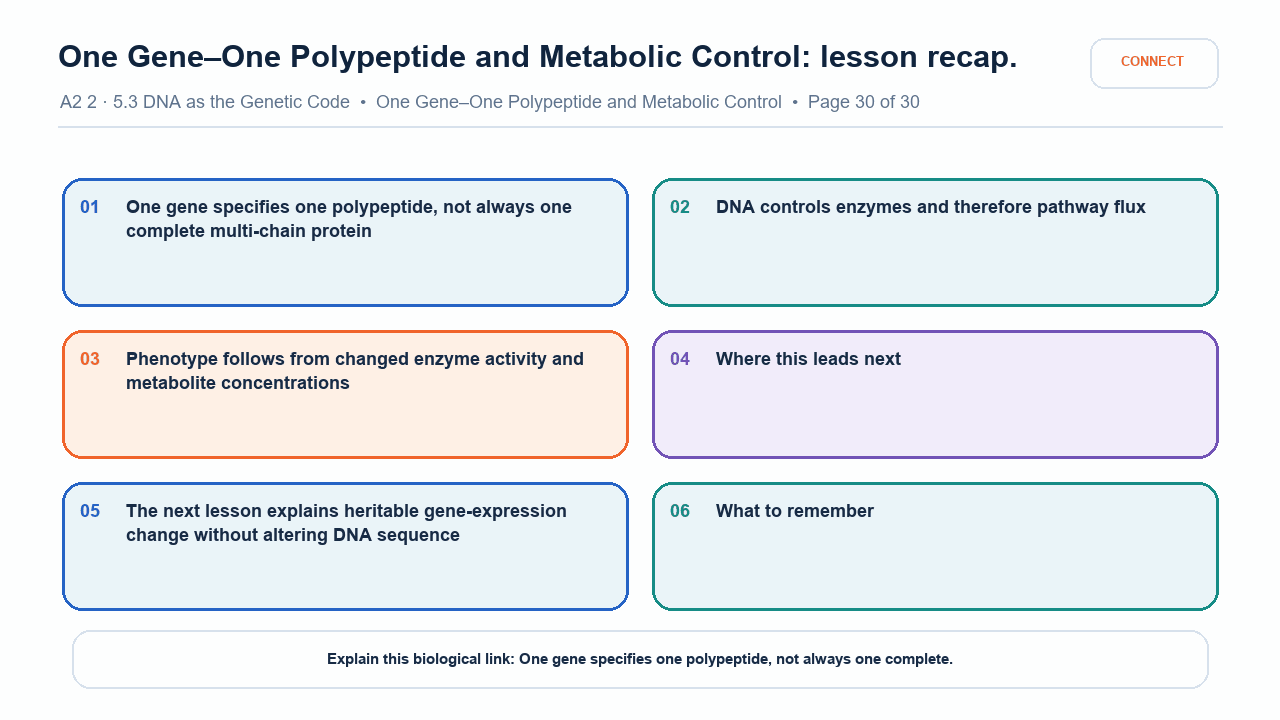 One Gene–One Polypeptide and Metabolic Control: lesson recap.
CONNECT
A2 2 · 5.3 DNA as the Genetic Code • One Gene–One Polypeptide and Metabolic Control • Page 30 of 30
01 One gene specifies one polypeptide, not always one
complete multi-chain protein
02 DNA controls enzymes and therefore pathway flux
03 Phenotype follows from changed enzyme activity and
metabolite concentrations
04 Where this leads next
05 The next lesson explains heritable gene-expression
change without altering DNA sequence
06 What to remember
Explain this biological link: One gene specifies one polypeptide, not always one complete.